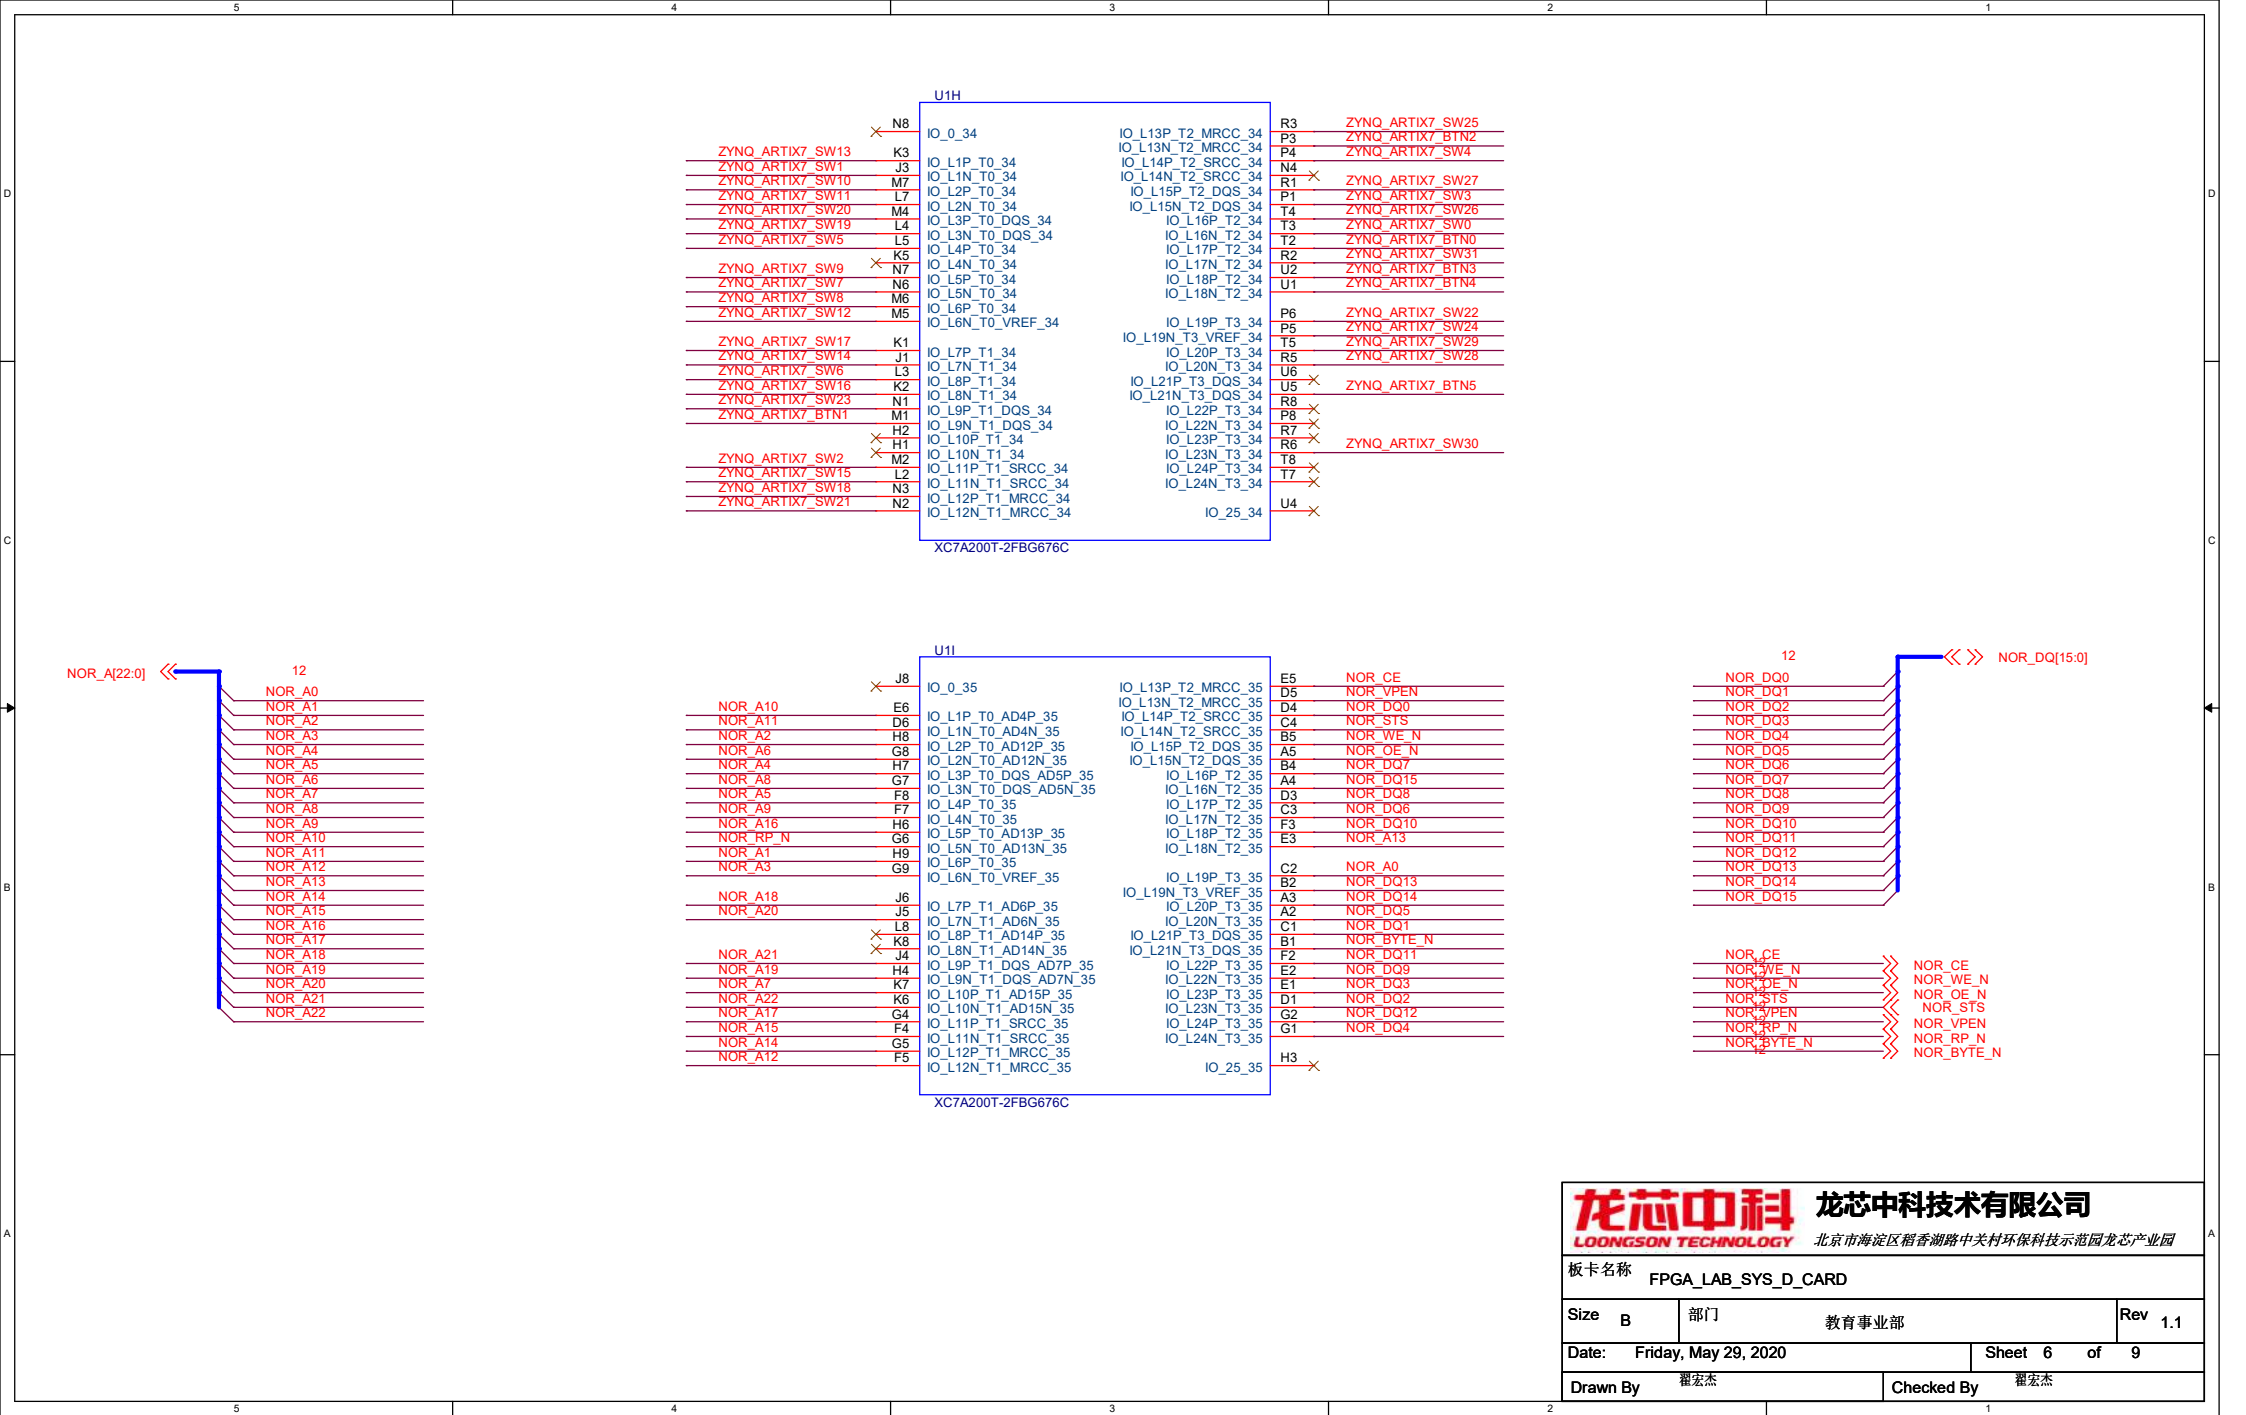 5 4 3 2 1
D
C
B
A
U1H
N8 IO_0_34
ZYNQ_ARTIX7_SW13 K3 IO_L1P_T0_34
ZYNQ_ARTIX7_SW1 J3 IO_L1N_T0_34
ZYNQ_ARTIX7_SW10 M7 IO_L2P_T0_34
ZYNQ_ARTIX7_SW11 L7 IO_L2N_T0_34
ZYNQ_ARTIX7_SW20 M4 IO_L3P_T0_DQS_34
ZYNQ_ARTIX7_SW19 L4 IO_L3N_T0_DQS_34
ZYNQ_ARTIX7_SW5 L5 IO_L4P_T0_34
K5 IO_L4N_T0_34
ZYNQ_ARTIX7_SW9 N7 IO_L5P_T0_34
ZYNQ_ARTIX7_SW7 N6 IO_L5N_T0_34
ZYNQ_ARTIX7_SW8 M6 IO_L6P_T0_34
ZYNQ_ARTIX7_SW12 M5 IO_L6N_T0_VREF_34
ZYNQ_ARTIX7_SW17 K1 IO_L7P_T1_34
ZYNQ_ARTIX7_SW14 J1 IO_L7N_T1_34
ZYNQ_ARTIX7_SW6 L3 IO_L8P_T1_34
ZYNQ_ARTIX7_SW16 K2 IO_L8N_T1_34
ZYNQ_ARTIX7_SW23 N1 IO_L9P_T1_DQS_34
ZYNQ_ARTIX7_BTN1 M1 IO_L9N_T1_DQS_34
H2 IO_L10P_T1_34
H1 IO_L10N_T1_34
ZYNQ_ARTIX7_SW2 M2 IO_L11P_T1_SRCC_34
ZYNQ_ARTIX7_SW15 L2 IO_L11N_T1_SRCC_34
ZYNQ_ARTIX7_SW18 N3 IO_L12P_T1_MRCC_34
ZYNQ_ARTIX7_SW21 N2 IO_L12N_T1_MRCC_34
IO_L13P_T2_MRCC_34 R3 ZYNQ_ARTIX7_SW25
IO_L13N_T2_MRCC_34 P3 ZYNQ_ARTIX7_BTN2
IO_L14P_T2_SRCC_34 P4 ZYNQ_ARTIX7_SW4
IO_L14N_T2_SRCC_34 N4
IO_L15P_T2_DQS_34 R1 ZYNQ_ARTIX7_SW27
IO_L15N_T2_DQS_34 P1 ZYNQ_ARTIX7_SW3
IO_L16P_T2_34 T4 ZYNQ_ARTIX7_SW26
IO_L16N_T2_34 T3 ZYNQ_ARTIX7_SW0
IO_L17P_T2_34 T2 ZYNQ_ARTIX7_BTN0
IO_L17N_T2_34 R2 ZYNQ_ARTIX7_SW31
IO_L18P_T2_34 U2 ZYNQ_ARTIX7_BTN3
IO_L18N_T2_34 U1 ZYNQ_ARTIX7_BTN4
IO_L19P_T3_34 P6 ZYNQ_ARTIX7_SW22
IO_L19N_T3_VREF_34 P5 ZYNQ_ARTIX7_SW24
IO_L20P_T3_34 T5 ZYNQ_ARTIX7_SW29
IO_L20N_T3_34 R5 ZYNQ_ARTIX7_SW28
IO_L21P_T3_DQS_34 U6
IO_L21N_T3_DQS_34 U5 ZYNQ_ARTIX7_BTN5
IO_L22P_T3_34 R8
IO_L22N_T3_34 P8
IO_L23P_T3_34 R7
IO_L23N_T3_34 R6 ZYNQ_ARTIX7_SW30
IO_L24P_T3_34 T8
IO_L24N_T3_34 T7
IO_25_34 U4
XC7A200T-2FBG676C
NOR_A[22:0] 12
NOR_A0
NOR_A1
NOR_A2
NOR_A3
NOR_A4
NOR_A5
NOR_A6
NOR_A7
NOR_A8
NOR_A9
NOR_A10
NOR_A11
NOR_A12
NOR_A13
NOR_A14
NOR_A15
NOR_A16
NOR_A17
NOR_A18
NOR_A19
NOR_A20
NOR_A21
NOR_A22
U1I
J8 IO_0_35
NOR_A10 E6 IO_L1P_T0_AD4P_35
NOR_A11 D6 IO_L1N_T0_AD4N_35
NOR_A2 H8 IO_L2P_T0_AD12P_35
NOR_A6 G8 IO_L2N_T0_AD12N_35
NOR_A4 H7 IO_L3P_T0_DQS_AD5P_35
NOR_A8 G7 IO_L3N_T0_DQS_AD5N_35
NOR_A5 F8 IO_L4P_T0_35
NOR_A9 F7 IO_L4N_T0_35
NOR_A16 H6 IO_L5P_T0_AD13P_35
NOR_RP_N G6 IO_L5N_T0_AD13N_35
NOR_A1 H9 IO_L6P_T0_35
NOR_A3 G9 IO_L6N_T0_VREF_35
NOR_A18 J6 IO_L7P_T1_AD6P_35
NOR_A20 J5 IO_L7N_T1_AD6N_35
L8 IO_L8P_T1_AD14P_35
K8 IO_L8N_T1_AD14N_35
NOR_A21 J4 IO_L9P_T1_DQS_AD7P_35
NOR_A19 H4 IO_L9N_T1_DQS_AD7N_35
NOR_A7 K7 IO_L10P_T1_AD15P_35
NOR_A22 K6 IO_L10N_T1_AD15N_35
NOR_A17 G4 IO_L11P_T1_SRCC_35
NOR_A15 F4 IO_L11N_T1_SRCC_35
NOR_A14 G5 IO_L12P_T1_MRCC_35
NOR_A12 F5 IO_L12N_T1_MRCC_35
IO_L13P_T2_MRCC_35 E5 NOR_CE
IO_L13N_T2_MRCC_35 D5 NOR_VPEN
IO_L14P_T2_SRCC_35 D4 NOR_DQ0
IO_L14N_T2_SRCC_35 C4 NOR_STS
IO_L15P_T2_DQS_35 B5 NOR_WE_N
IO_L15N_T2_DQS_35 A5 NOR_OE_N
IO_L16P_T2_35 B4 NOR_DQ7
IO_L16N_T2_35 A4 NOR_DQ15
IO_L17P_T2_35 D3 NOR_DQ8
IO_L17N_T2_35 C3 NOR_DQ6
IO_L18P_T2_35 F3 NOR_DQ10
IO_L18N_T2_35 E3 NOR_A13
IO_L19P_T3_35 C2 NOR_A0
IO_L19N_T3_VREF_35 B2 NOR_DQ13
IO_L20P_T3_35 A3 NOR_DQ14
IO_L20N_T3_35 A2 NOR_DQ5
IO_L21P_T3_DQS_35 C1 NOR_DQ1
IO_L21N_T3_DQS_35 B1 NOR_BYTE_N
IO_L22P_T3_35 F2 NOR_DQ11
IO_L22N_T3_35 E2 NOR_DQ9
IO_L23P_T3_35 E1 NOR_DQ3
IO_L23N_T3_35 D1 NOR_DQ2
IO_L24P_T3_35 G2 NOR_DQ12
IO_L24N_T3_35 G1 NOR_DQ4
IO_25_35 H3
XC7A200T-2FBG676C
12 NOR_DQ[15:0]
NOR_DQ0
NOR_DQ1
NOR_DQ2
NOR_DQ3
NOR_DQ4
NOR_DQ5
NOR_DQ6
NOR_DQ7
NOR_DQ8
NOR_DQ9
NOR_DQ10
NOR_DQ11
NOR_DQ12
NOR_DQ13
NOR_DQ14
NOR_DQ15
NOR_CE 12 NOR_CE
NOR_WE_N 12 NOR_WE_N
NOR_OE_N 12 NOR_OE_N
NOR_STS 12 NOR_STS
NOR_VPEN 12 NOR_VPEN
NOR_RP_N 12 NOR_RP_N
NOR_BYTE_N 12 NOR_BYTE_N
D
C
B
A
龙芯中科
LOONGSON TECHNOLOGY
龙芯中科技术有限公司
北京市海淀区稻香湖路中关村环保科技示范园龙芯产业园
板卡名称 FPGA_LAB_SYS_D_CARD
Size B 部门 教育事业部 Rev 1.1
Date: Friday, May 29, 2020 Sheet 6 of 9
Drawn By 翟宏杰 Checked By 翟宏杰
5 4 3 2 1